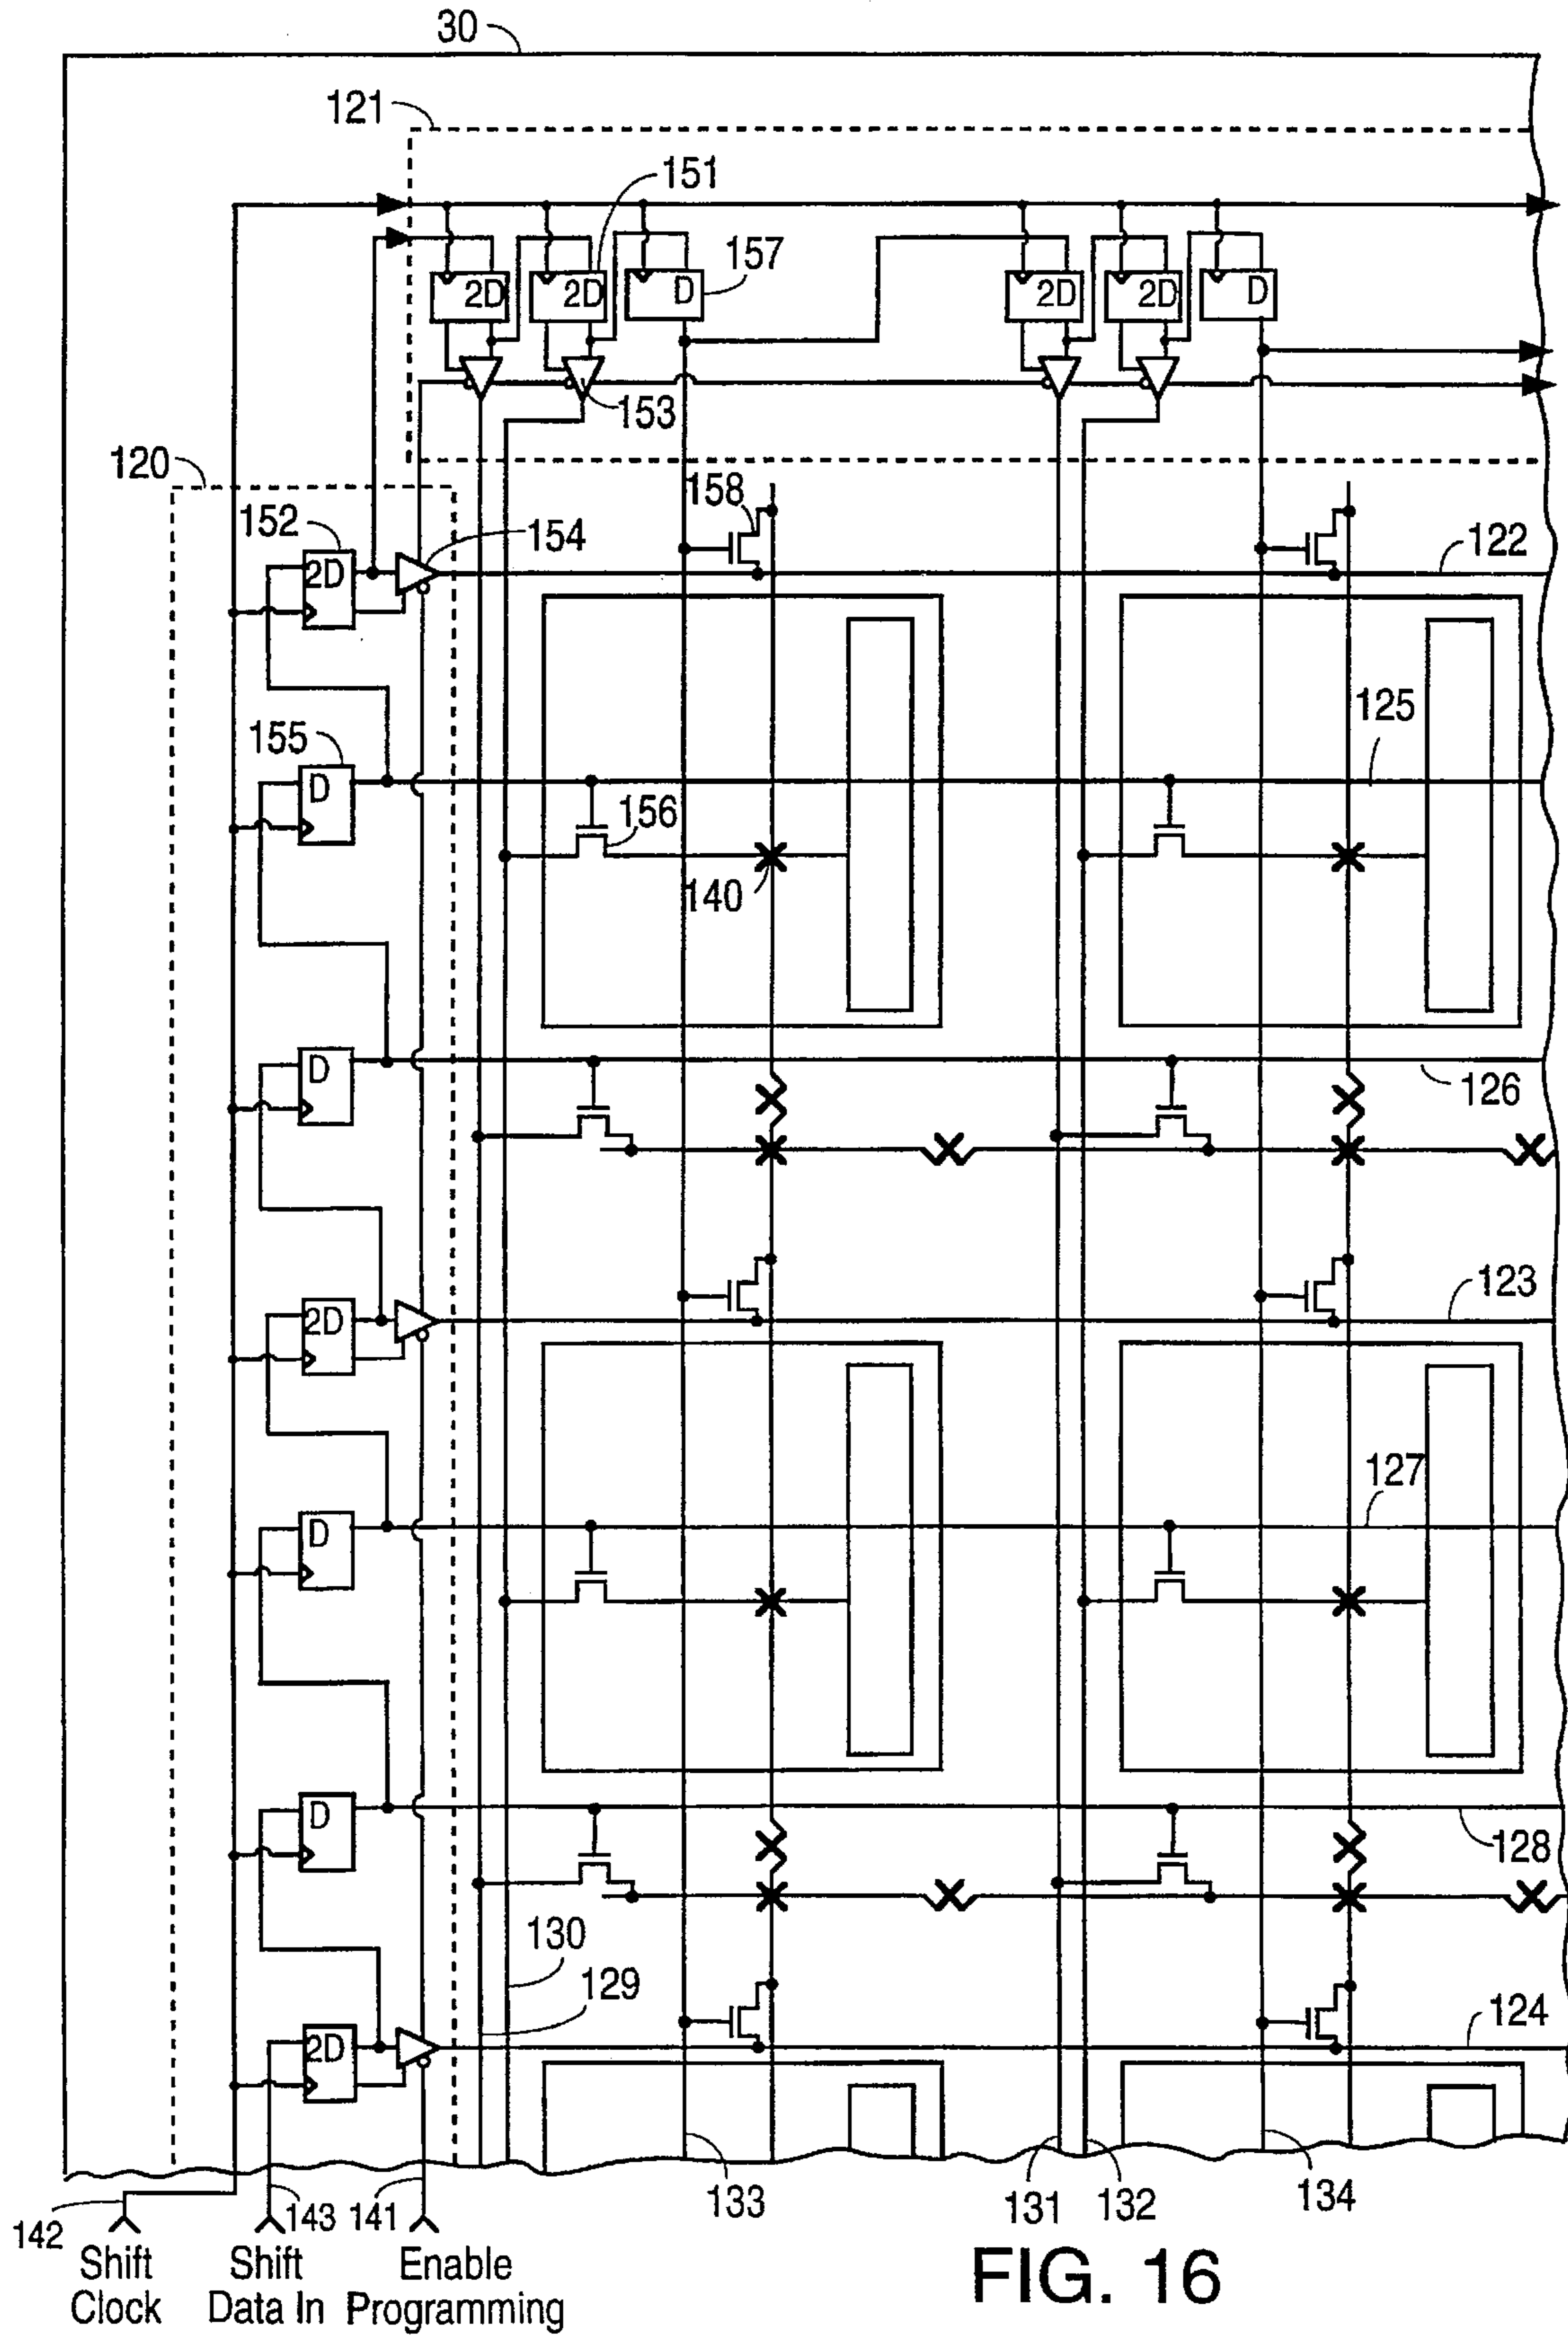 30
121
151
157
2D 2D D 2D 2D D
153
120
158
152
154
122
2D
125
155
D
156
140
D
126
123
2D
127
D
D
128
130
129
124
2D
133 131 132 134
142 143 141
Shift Clock
Shift Data In
Enable Programming
FIG. 16